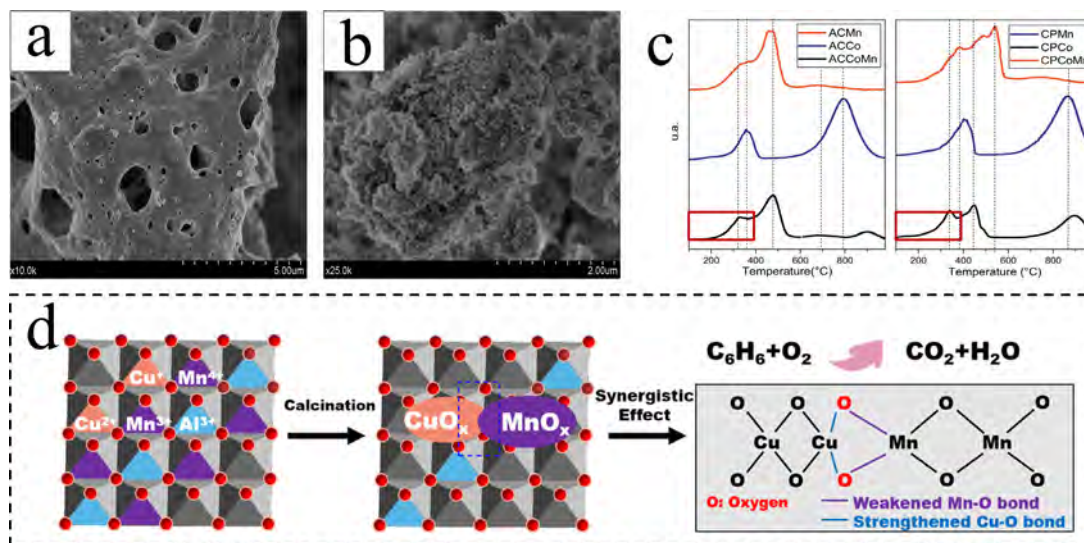 a
x10.0k
5.00um
b
x25.0k
2.00um
c
u.a.
ACMn
ACCo
ACCoMn
200 400 600 800
Temperature(°C)
CPMn
CPCo
CPCoMn
200 400 600 800
Temperature (°C)
d
Cu⁺ Mn⁴⁺
Cu²⁺ Mn³⁺ Al³⁺
Calcination
CuOₓ MnOₓ
Synergistic
Effect
C₆H₆+O₂ CO₂+H₂O
O O O O O
Cu Cu Mn Mn
O O O O O
O: Oxygen
Weakened Mn-O bond
Strengthened Cu-O bond